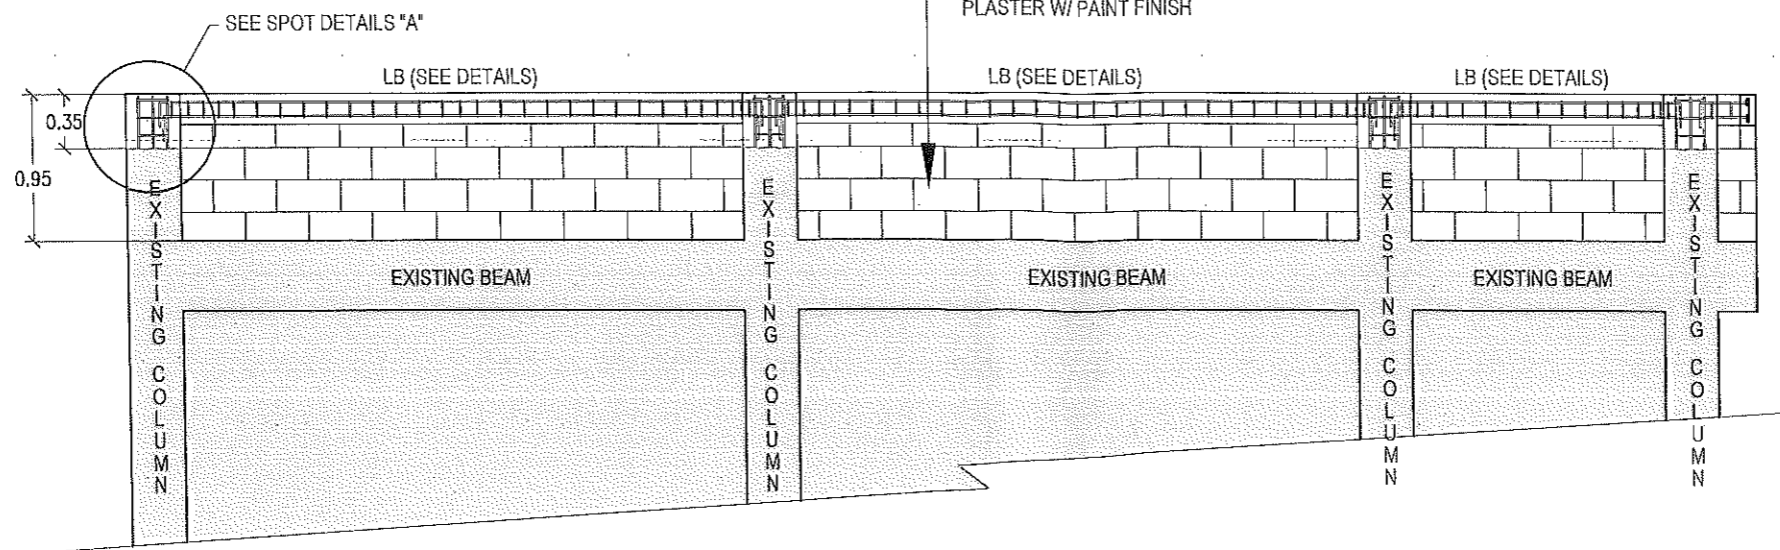 PLASTER W/ PAINT FINISH
SEE SPOT DETAILS "A"
LB (SEE DETAILS)
LB (SEE DETAILS)
LB (SEE DETAILS)
0.35
0.95
EXISTING COLUMN
EXISTING COLUMN
EXISTING COLUMN
EXISTING COLUMN
EXISTING BEAM
EXISTING BEAM
EXISTING BEAM